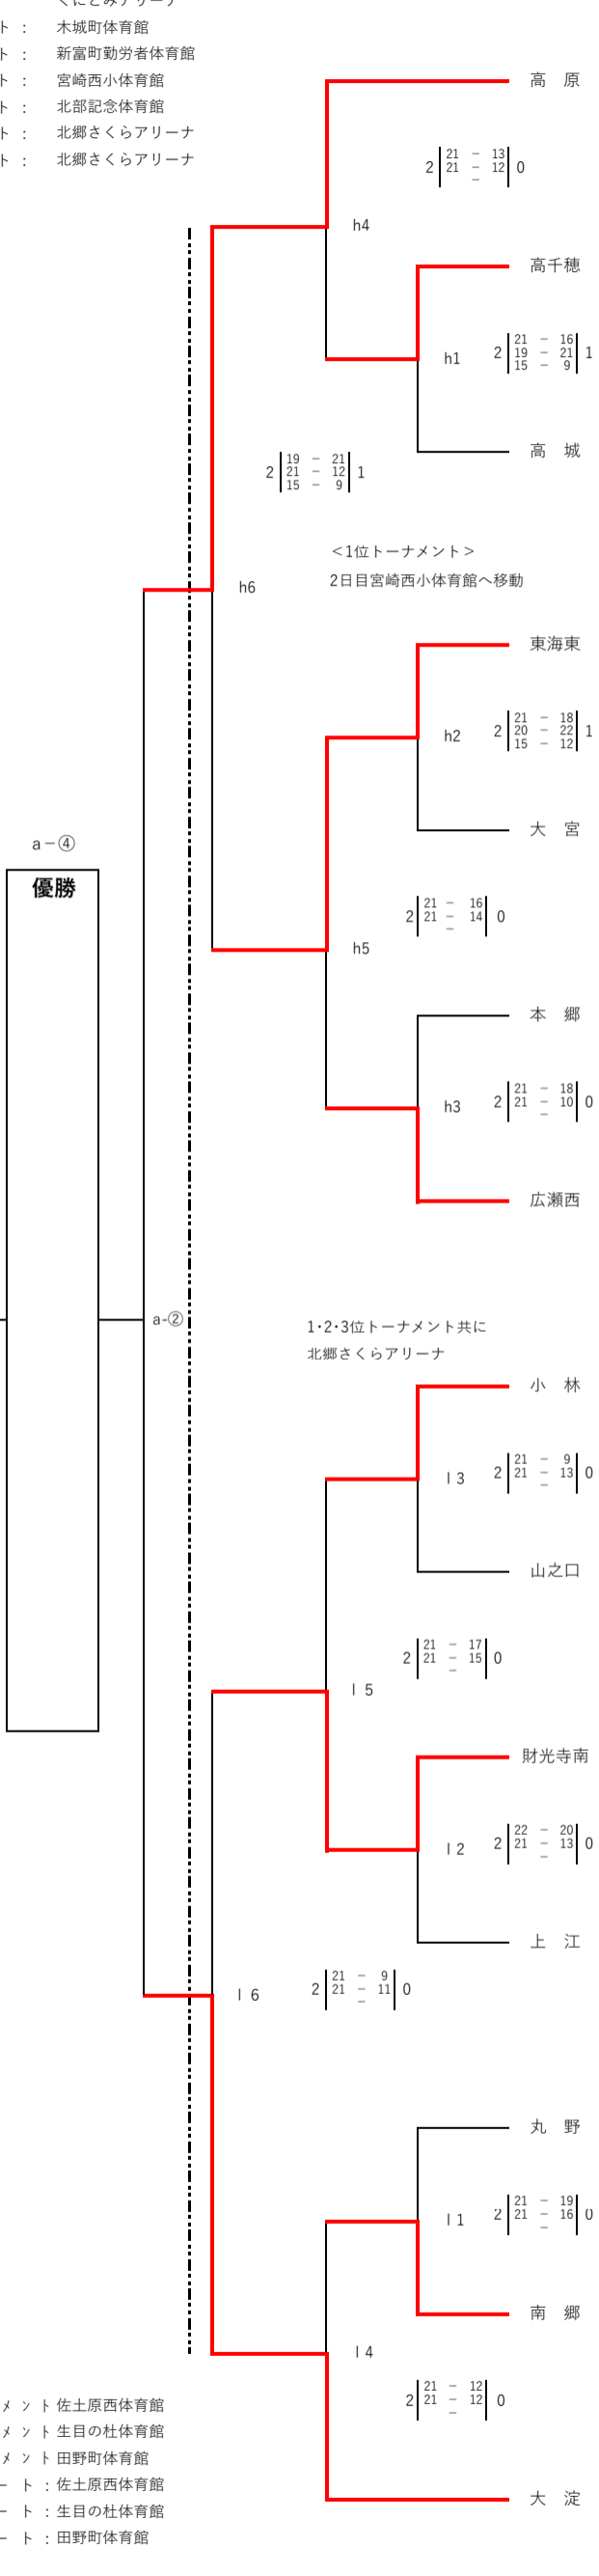 くにとみアリーナ
ト : 木城町体育館
ト : 新富町勤労者体育館
ト : 宮崎西小体育館
ト : 北部記念体育館
ト : 北郷さくらアリーナ
ト : 北郷さくらアリーナ
高 原
2 21 － 13 0
21 － 12
－
h4
高千穂
h1
2 21 － 16 1
19 － 21
15 － 9
高 城
2 19 － 21 1
21 － 12
15 － 9
＜1位トーナメント＞
2日目宮崎西小体育館へ移動
h6
東海東
h2
2 21 － 18 1
20 － 22
15 － 12
大 宮
a－④
優勝
2 21 － 16 0
21 － 14
－
h5
本 郷
h3
2 21 － 18 0
21 － 10
－
広瀬西
a-②
1･2･3位トーナメント共に
北郷さくらアリーナ
小 林
l 3
2 21 － 9 0
21 － 13
－
山之口
2 21 － 17 0
21 － 15
－
l 5
財光寺南
l 2
2 22 － 20 0
21 － 13
－
上 江
l 6
2 21 － 9 0
21 － 11
－
丸 野
l 1
2 21 － 19 0
21 － 16
－
南 郷
l 4
2 21 － 12 0
21 － 12
－
メント 佐土原西体育館
メント 生目の杜体育館
メント 田野町体育館
ート : 佐土原西体育館
ート : 生目の杜体育館
ート : 田野町体育館
大 淀